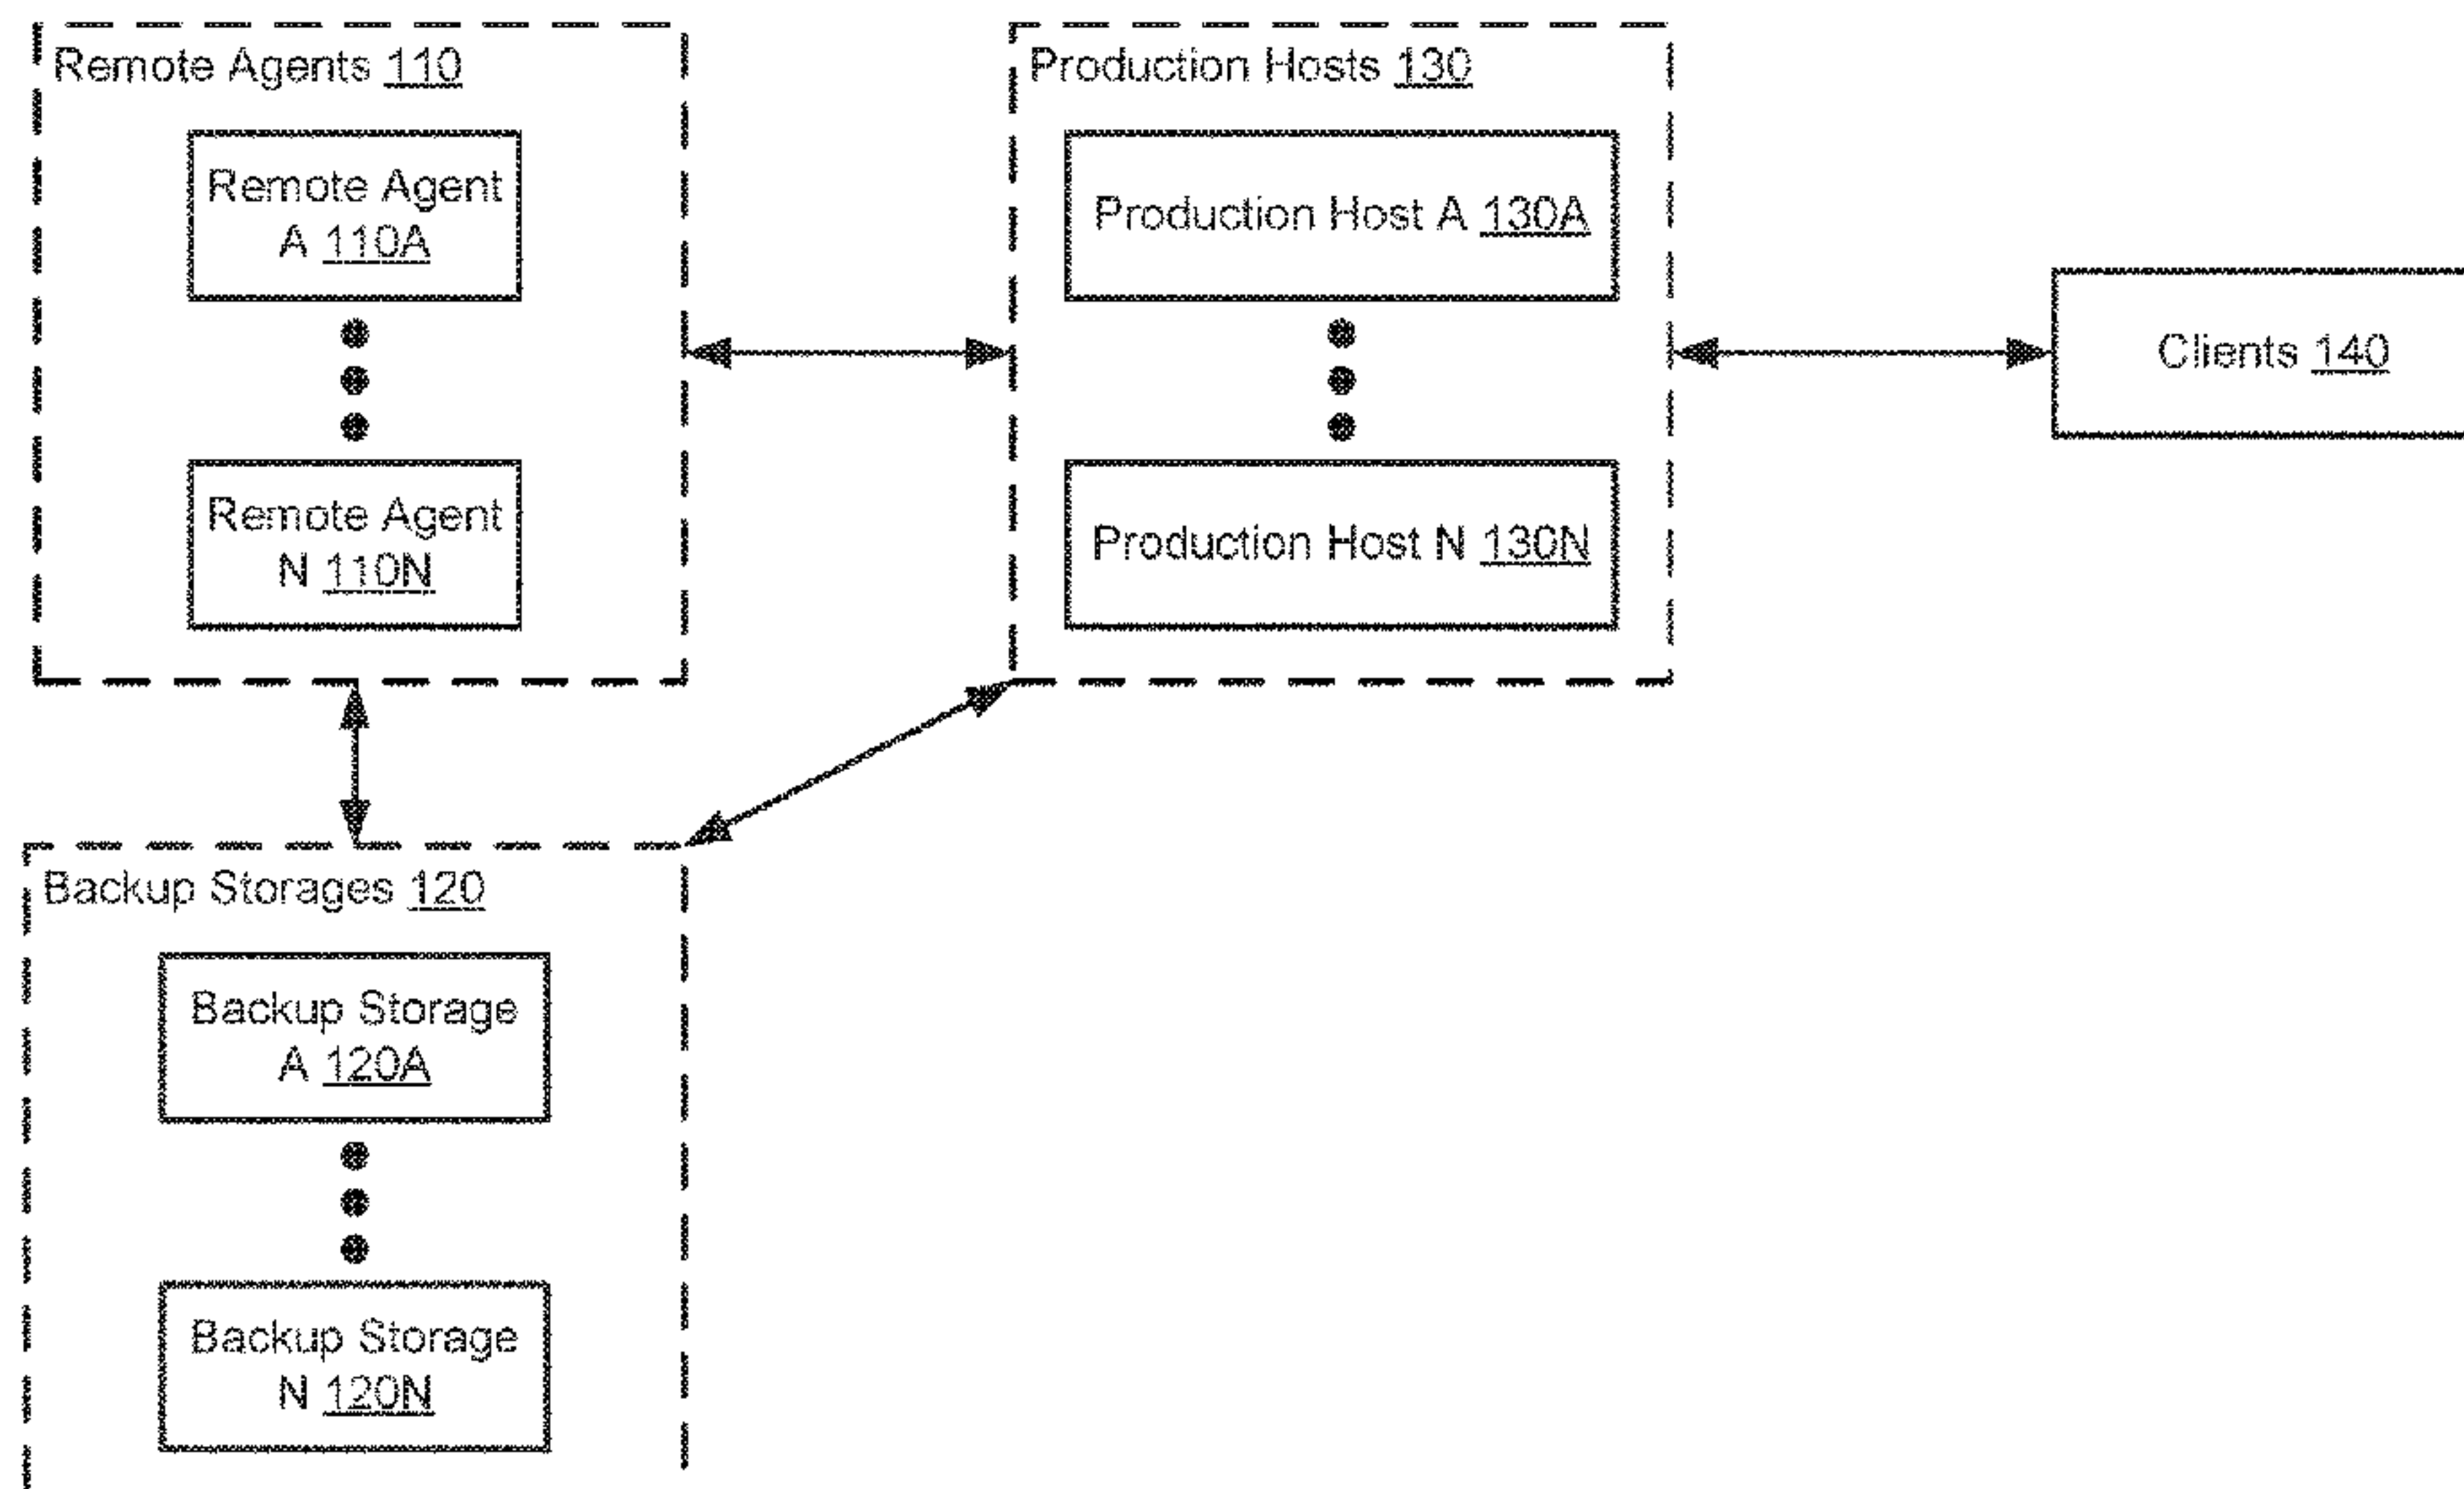 Remote Agents 110
Remote Agent
A 110A
Remote Agent
N 110N
Production Hosts 130
Production Host A 130A
Production Host N 130N
Clients 140
Backup Storages 120
Backup Storage
A 120A
Backup Storage
N 120N